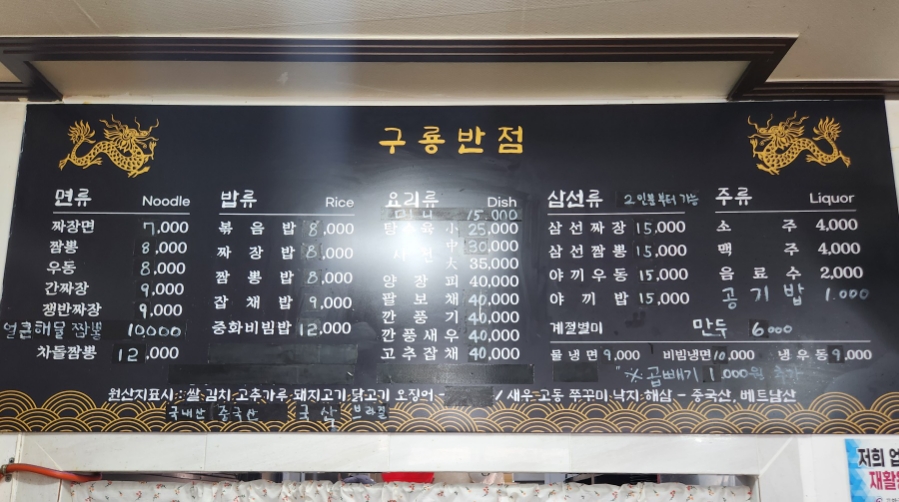 구룡반점
면류 Noodle
짜장면 7,000
짬뽕 8,000
우동 8,000
간짜장 9,000
쟁반짜장 9,000
얼큰해물짬뽕 10000
차돌짬뽕 12,000
밥류 Rice
볶음밥 8,000
짜장밥 8,000
짬뽕밥 8,000
잡채밥 9,000
중화비빔밥 12,000
요리류 Dish
미니 15,000
탕수육 小 25,000
中 30,000
大 35,000
양장피 40,000
팔보채 40,000
깐풍기 40,000
깐풍새우 40,000
고추잡채 40,000
삼선류 2인분부터 가능
삼선짜장 15,000
삼선짬뽕 15,000
야끼우동 15,000
야끼밥 15,000
주류 Liquor
소주 4,000
맥주 4,000
음료수 2,000
공기밥 1.000
계절별미 만두 6000
물냉면 9,000 비빔냉면 10,000 냉우동 9,000
※곱빼기 1,000원 추가
원산지표시 : 쌀 김치 고춧가루 돼지고기 닭고기 오징어 - / 새우 고동 쭈꾸미 낙지 해삼 - 중국산, 베트남산
국내산 중국산 국산 브라질
저희 업
재활용